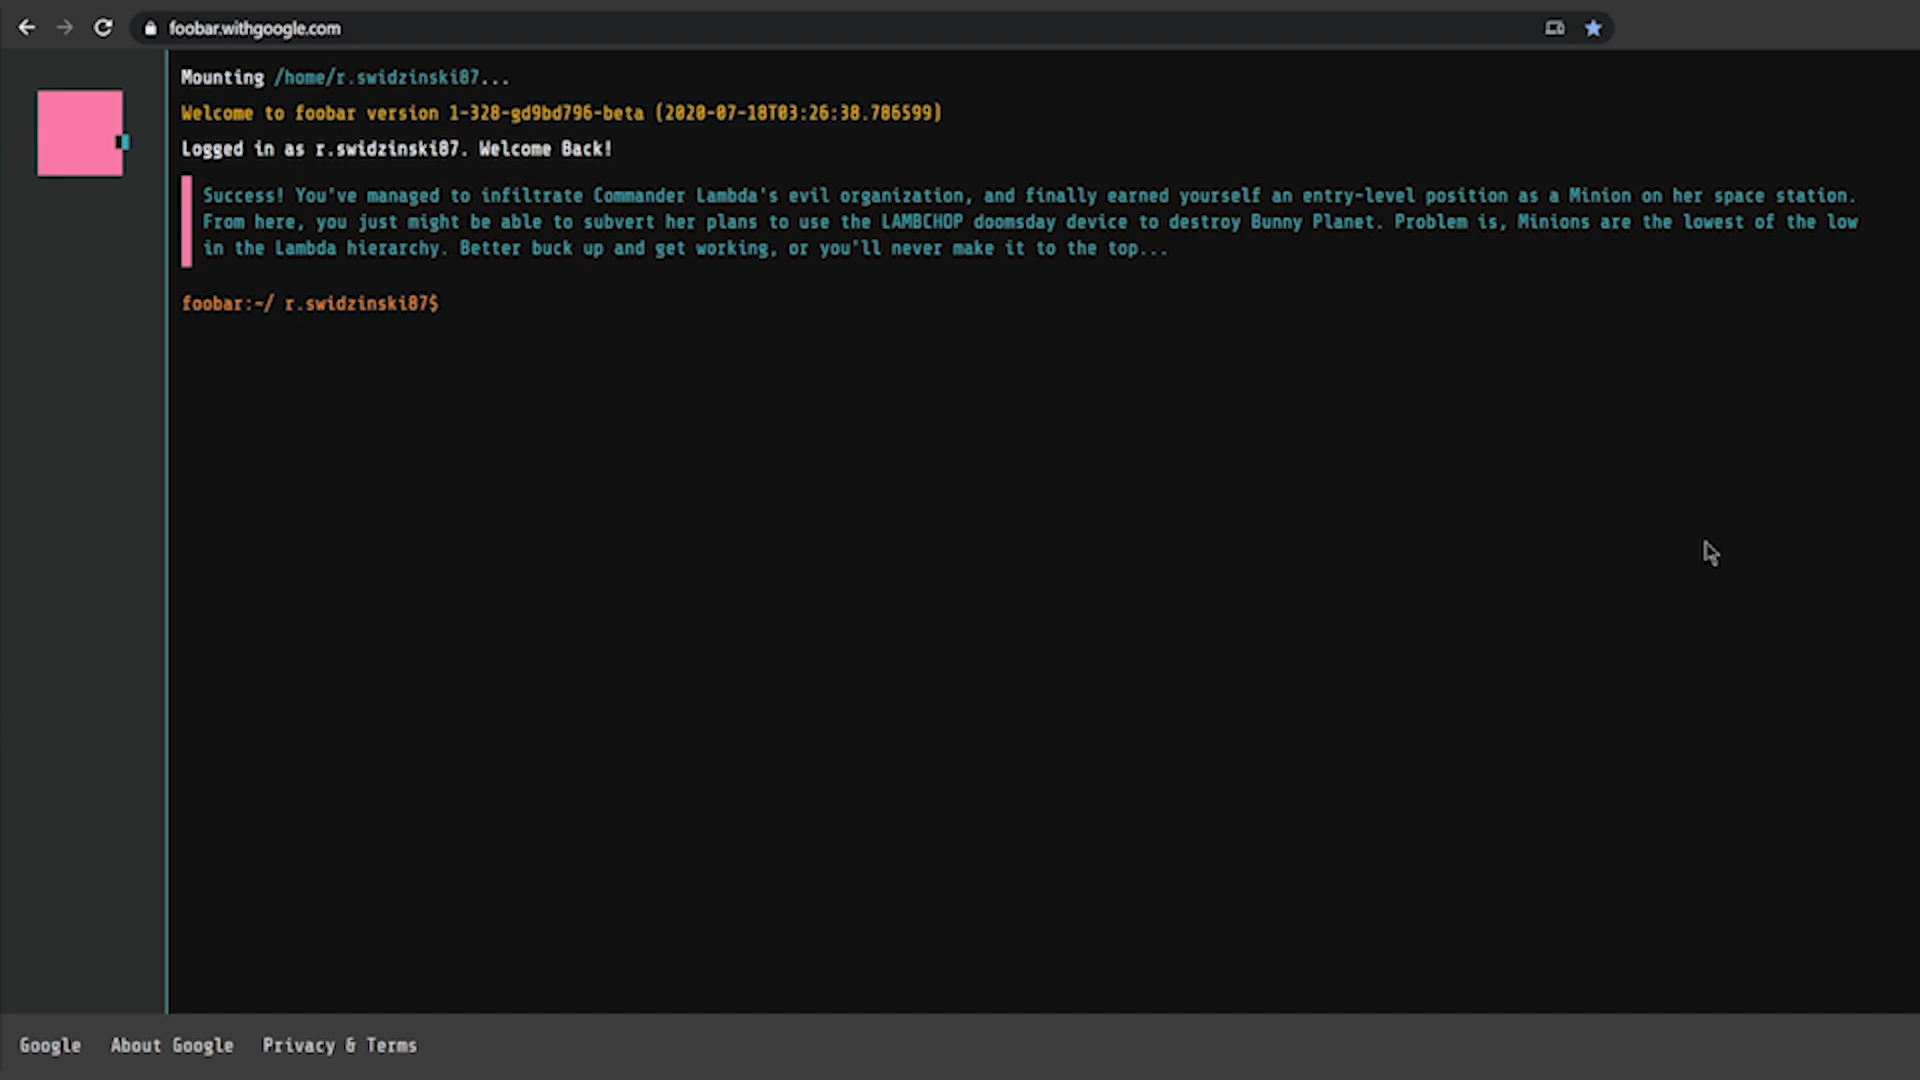 foobar.withgoogle.com
Mounting /home/r.swidzinski87...
Welcome to foobar version 1-328-gd9bd796-beta (2020-07-18T03:26:38.786599)
Logged in as r.swidzinski87. Welcome Back!
Success! You've managed to infiltrate Commander Lambda's evil organization, and finally earned yourself an entry-level position as a Minion on her space station.
From here, you just might be able to subvert her plans to use the LAMBCHOP doomsday device to destroy Bunny Planet. Problem is, Minions are the lowest of the low
in the Lambda hierarchy. Better buck up and get working, or you'll never make it to the top...
foobar:~/ r.swidzinski87$
Google About Google Privacy & Terms